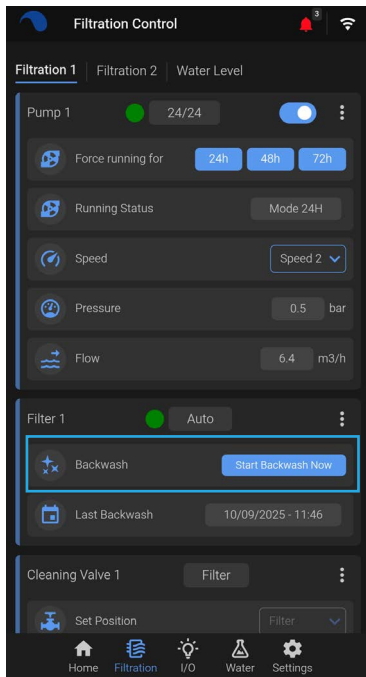 Filtration Control
3
Filtration 1 Filtration 2 Water Level
Pump 1 24/24
Force running for 24h 48h 72h
Running Status Mode 24H
Speed Speed 2
Pressure 0.5 bar
Flow 6.4 m3/h
Filter 1 Auto
Backwash Start Backwash Now
Last Backwash 10/09/2025 - 11:46
Cleaning Valve 1 Filter
Set Position Filter
Home Filtration I/O Water Settings